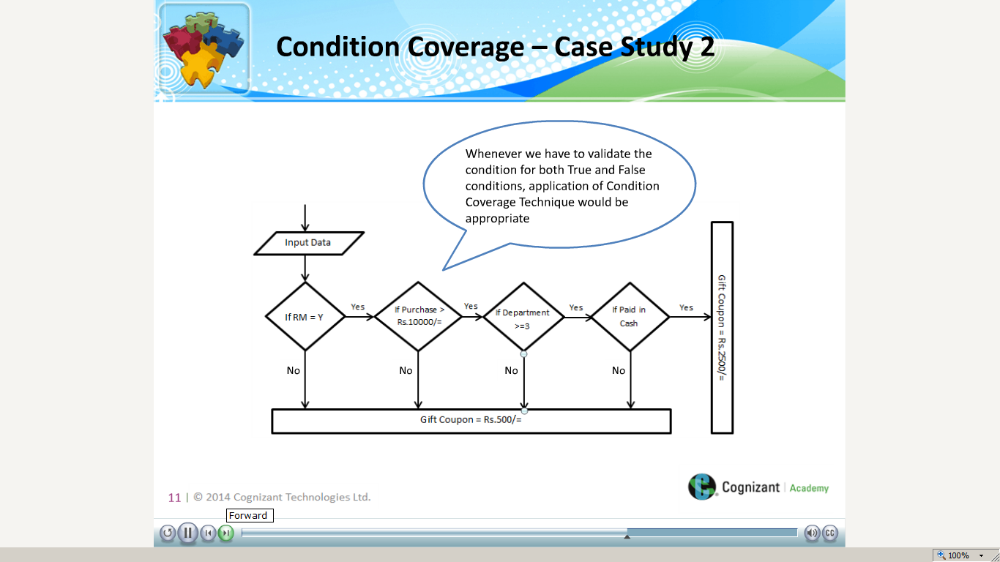 Condition Coverage – Case Study 2
Whenever we have to validate the
condition for both True and False
conditions, application of Condition
Coverage Technique would be
appropriate
Input Data
If RM = Y
Yes
If Purchase >
Rs.10000/=
Yes
If Department
>=3
Yes
If Paid in
Cash
Yes
Gift Coupon = Rs.2500/=
No
No
No
No
Gift Coupon = Rs.500/=
11 | © 2014 Cognizant Technologies Ltd.
Cognizant | Academy
Forward
CC
100%